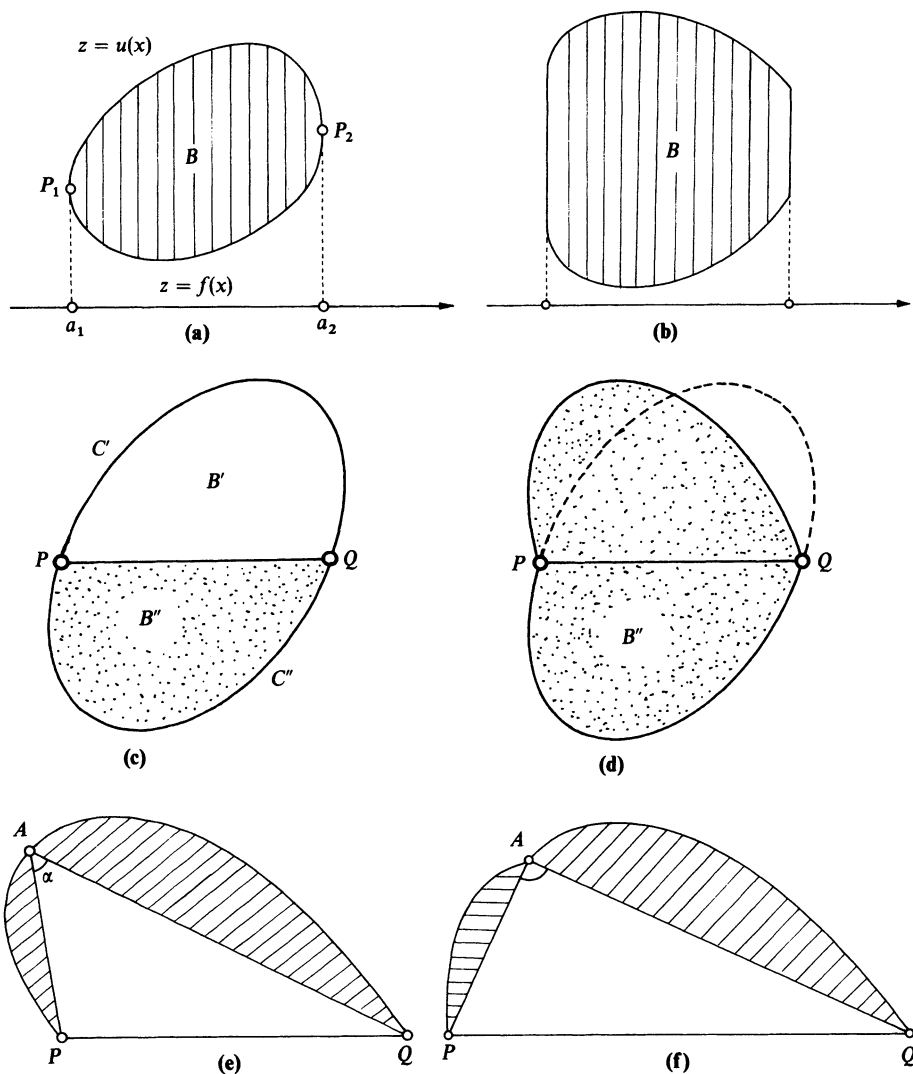 z = u(x)
B
P₂
P₁
z = f(x)
a₁
a₂
(a)
B
(b)
C′
B′
P
Q
B″
C″
(c)
P
Q
B″
(d)
A
α
P
Q
(e)
A
P
Q
(f)